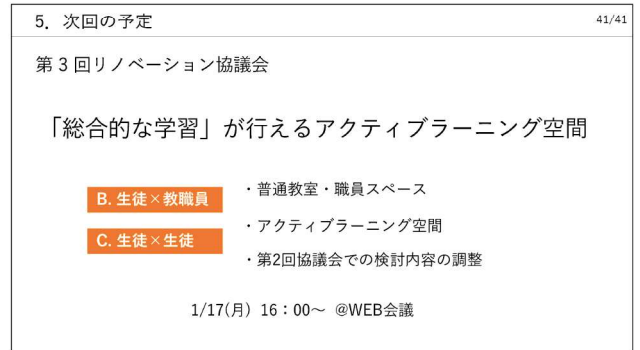 5．次回の予定
41/41
第３回リノベーション協議会
「総合的な学習」が行えるアクティブラーニング空間
B. 生徒×教職員
・普通教室・職員スペース
・アクティブラーニング空間
C. 生徒×生徒
・第2回協議会での検討内容の調整
1/17(月) 16：00～ @WEB会議